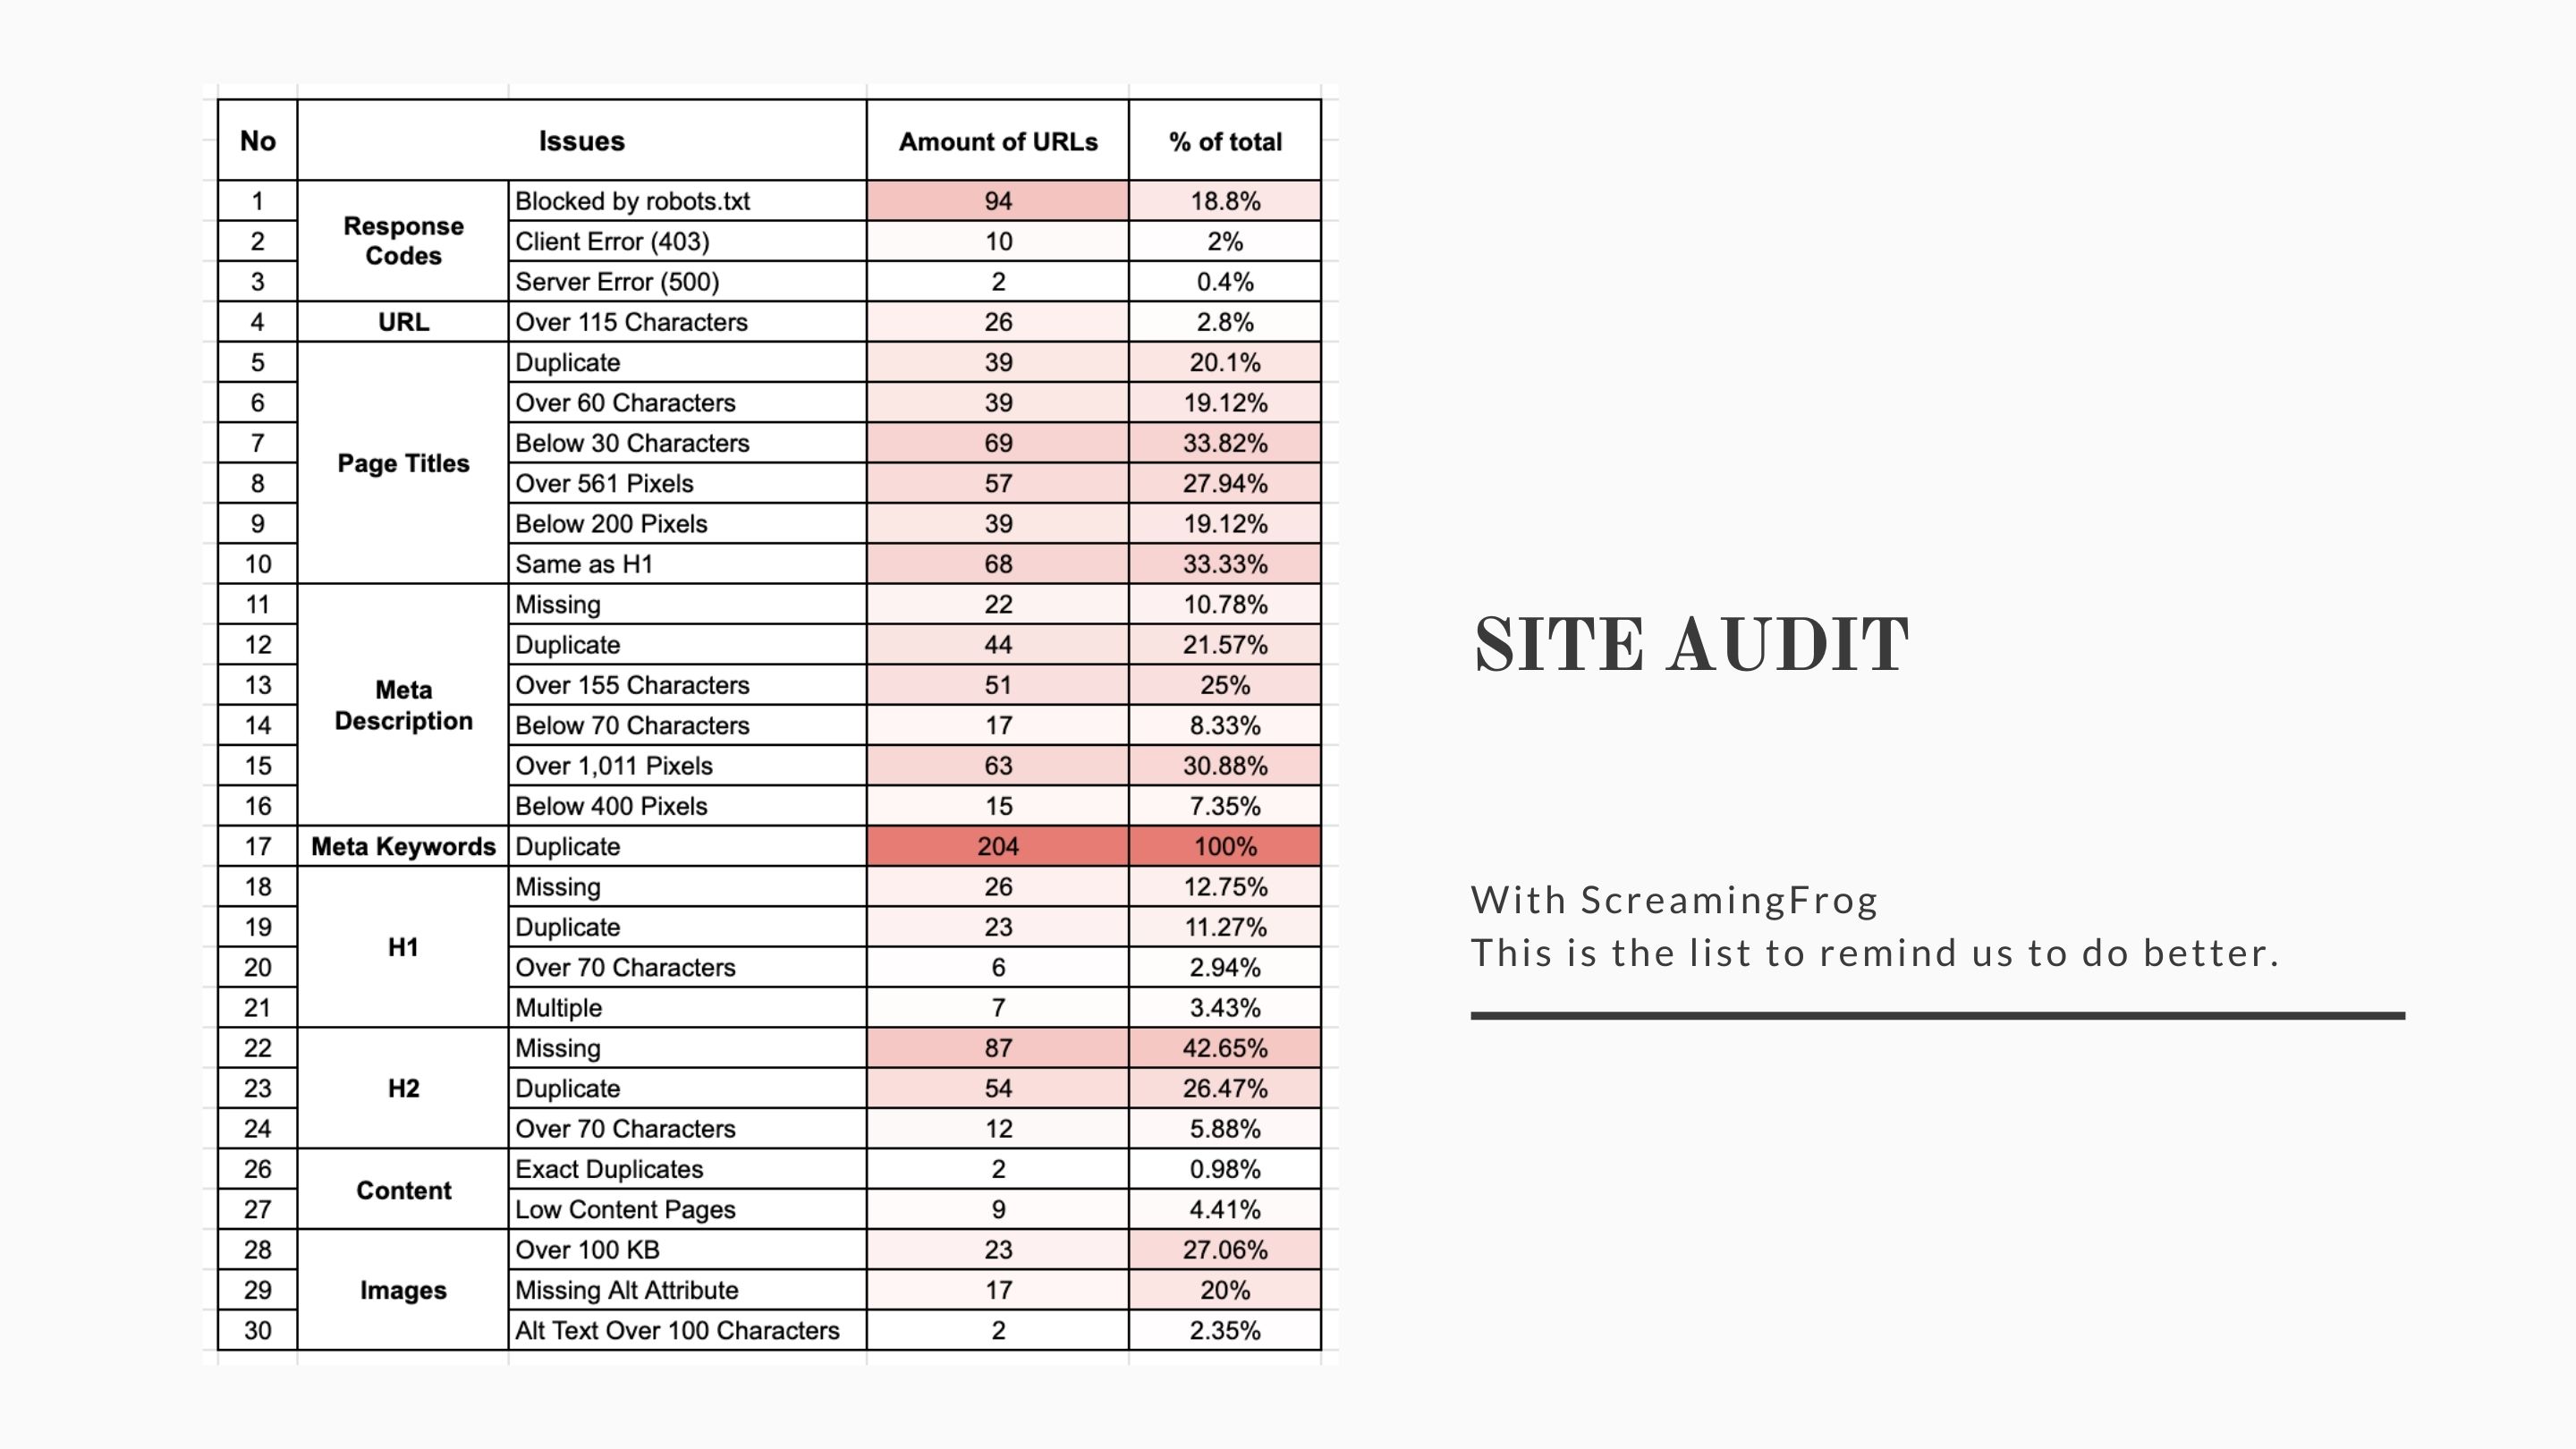 No Issues Amount of URLs % of total
1 Response Codes Blocked by robots.txt 94 18.8%
2 Client Error (403) 10 2%
3 Server Error (500) 2 0.4%
4 URL Over 115 Characters 26 2.8%
5 Page Titles Duplicate 39 20.1%
6 Over 60 Characters 39 19.12%
7 Below 30 Characters 69 33.82%
8 Over 561 Pixels 57 27.94%
9 Below 200 Pixels 39 19.12%
10 Same as H1 68 33.33%
11 Meta Description Missing 22 10.78%
12 Duplicate 44 21.57%
13 Over 155 Characters 51 25%
14 Below 70 Characters 17 8.33%
15 Over 1,011 Pixels 63 30.88%
16 Below 400 Pixels 15 7.35%
17 Meta Keywords Duplicate 204 100%
18 H1 Missing 26 12.75%
19 Duplicate 23 11.27%
20 Over 70 Characters 6 2.94%
21 Multiple 7 3.43%
22 H2 Missing 87 42.65%
23 Duplicate 54 26.47%
24 Over 70 Characters 12 5.88%
26 Content Exact Duplicates 2 0.98%
27 Low Content Pages 9 4.41%
28 Images Over 100 KB 23 27.06%
29 Missing Alt Attribute 17 20%
30 Alt Text Over 100 Characters 2 2.35%
SITE AUDIT
With ScreamingFrog
This is the list to remind us to do better.